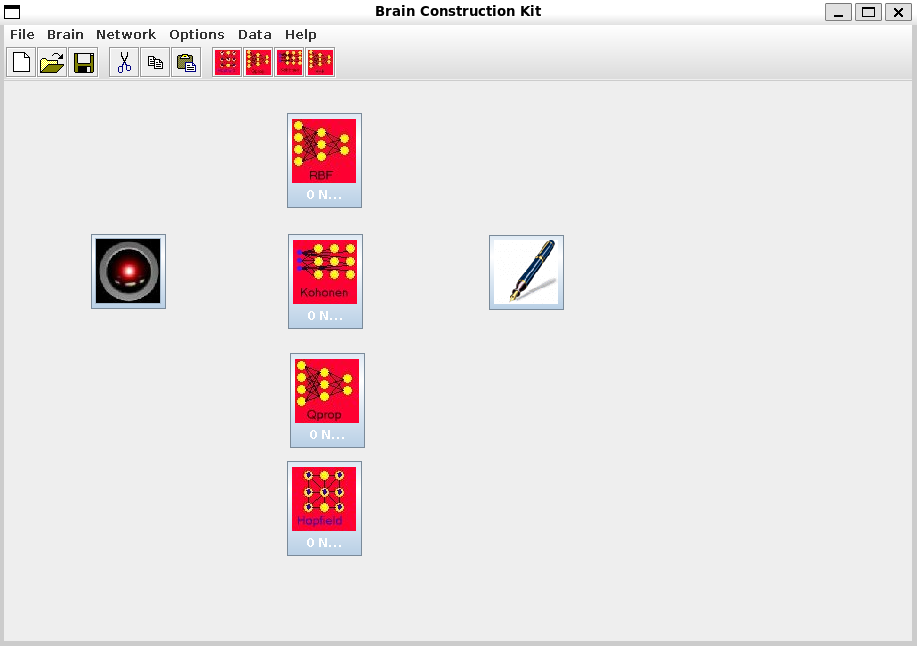 Brain Construction Kit
File Brain Network Options Data Help
RBF
0 N...
Kohonen
0 N...
Qprop
0 N...
Hopfield
0 N...